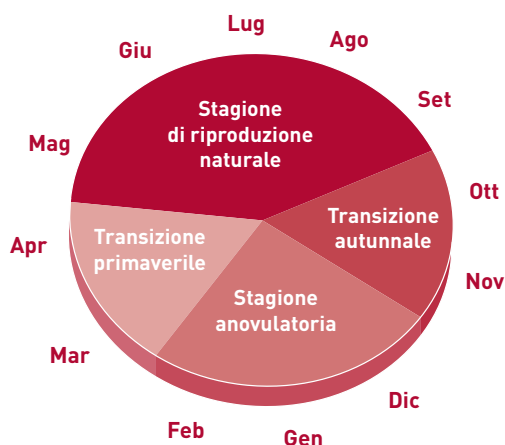 Lug
Ago
Giu
Set
Stagione
di riproduzione
naturale
Mag
Ott
Transizione
autunnale
Transizione
primaverile
Apr
Nov
Stagione
anovulatoria
Mar
Dic
Feb
Gen